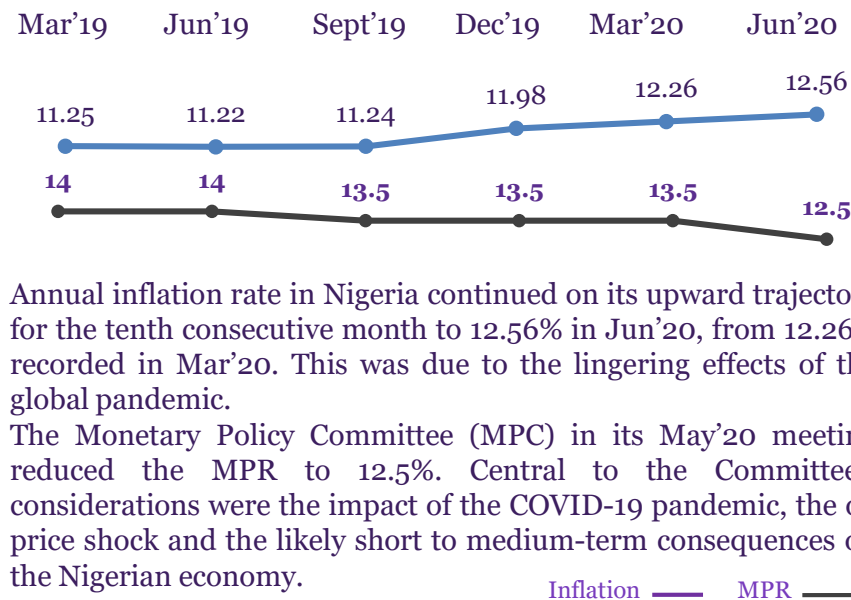 Mar’19 Jun’19 Sept’19 Dec’19 Mar’20 Jun’20
11.25 11.22 11.24 11.98 12.26 12.56
14 14 13.5 13.5 13.5 12.5
Annual inflation rate in Nigeria continued on its upward
for the tenth consecutive month to 12.56% in Jun’20, from 12.26
recorded in Mar’20. This was due to the lingering effects of
global pandemic.
The Monetary Policy Committee (MPC) in its May’20
reduced the MPR to 12.5%. Central to the
considerations were the impact of the COVID-19 pandemic, the
price shock and the likely short to medium-term consequences
the Nigerian economy.
Inflation MPR